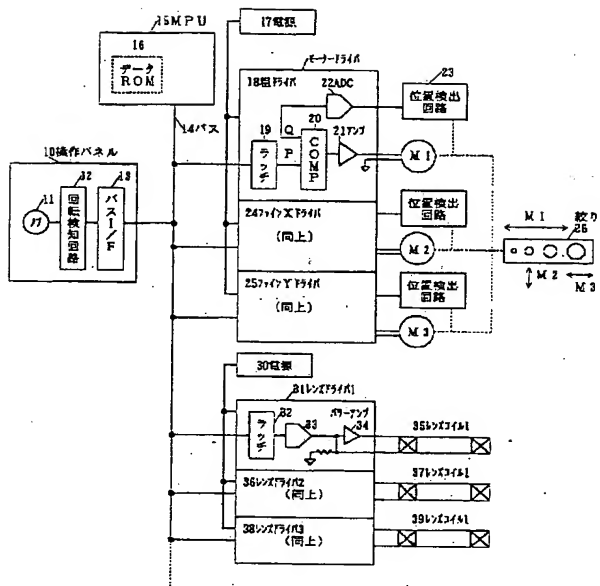 15MPU
16
データ
ROM
17電源
モータードライバ
18粗ドライバ
22ADC
23
位置検出
回路
14バス
19
Q
P
20
21アンプ
ラッチ
COMP
M1
10操作パネル
11
12
13
回転検知回路
バスI/F
24ファインXドライバ
(同上)
位置検出
回路
M2
25ファインYドライバ
(同上)
位置検出
回路
M3
M1
絞り
26
M2
M3
30電源
31レンズドライバ1
32
33
パワーアンプ
34
ラッチ
35レンズコイル1
36レンズドライバ2
(同上)
37レンズコイル1
38レンズドライバ3
(同上)
39レンズコイル1